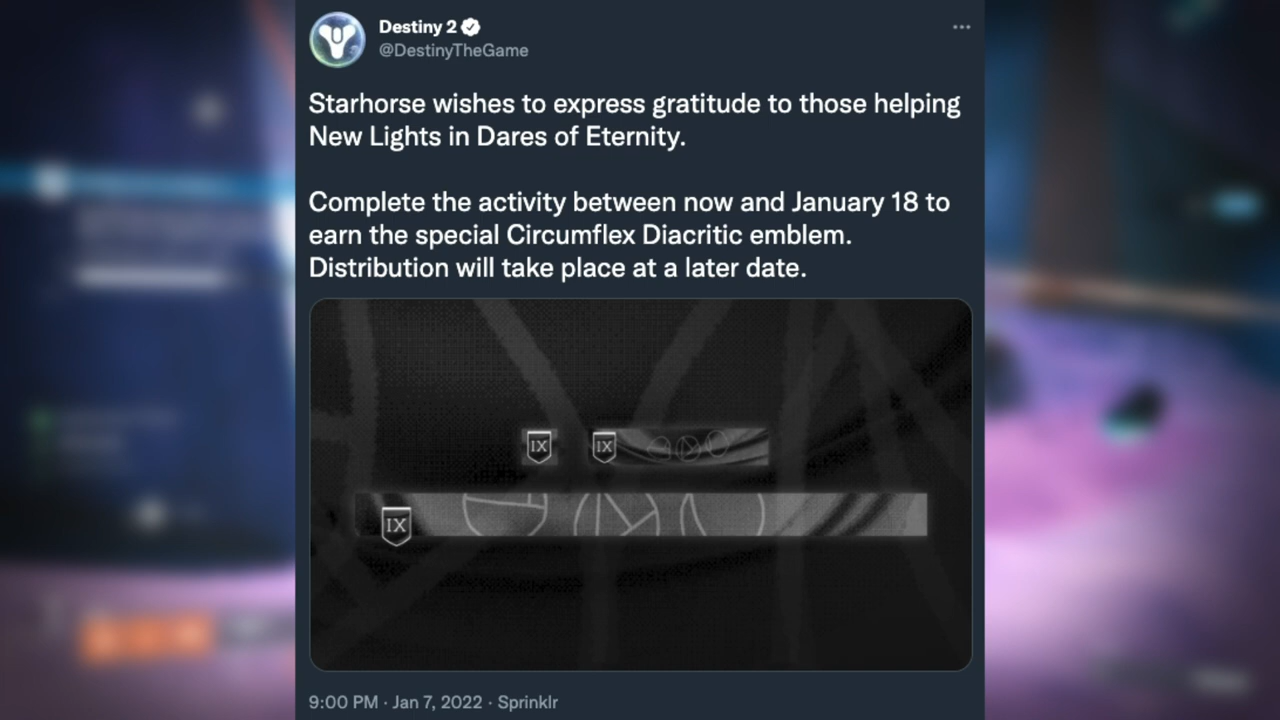 Destiny 2
@DestinyTheGame
Starhorse wishes to express gratitude to those helping
New Lights in Dares of Eternity.
Complete the activity between now and January 18 to
earn the special Circumflex Diacritic emblem.
Distribution will take place at a later date.
IX
IX
IX
9:00 PM · Jan 7, 2022 · Sprinklr